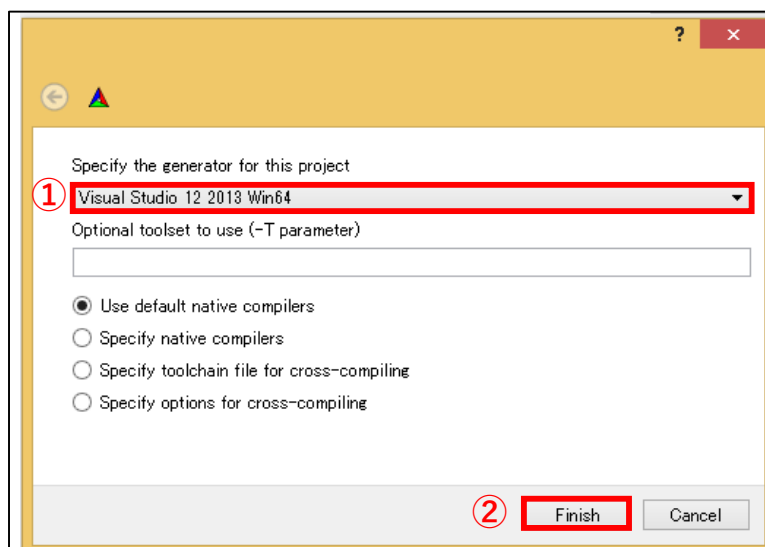 ?
Specify the generator for this project
① Visual Studio 12 2013 Win64
Optional toolset to use (-T parameter)
Use default native compilers
Specify native compilers
Specify toolchain file for cross-compiling
Specify options for cross-compiling
② Finish Cancel